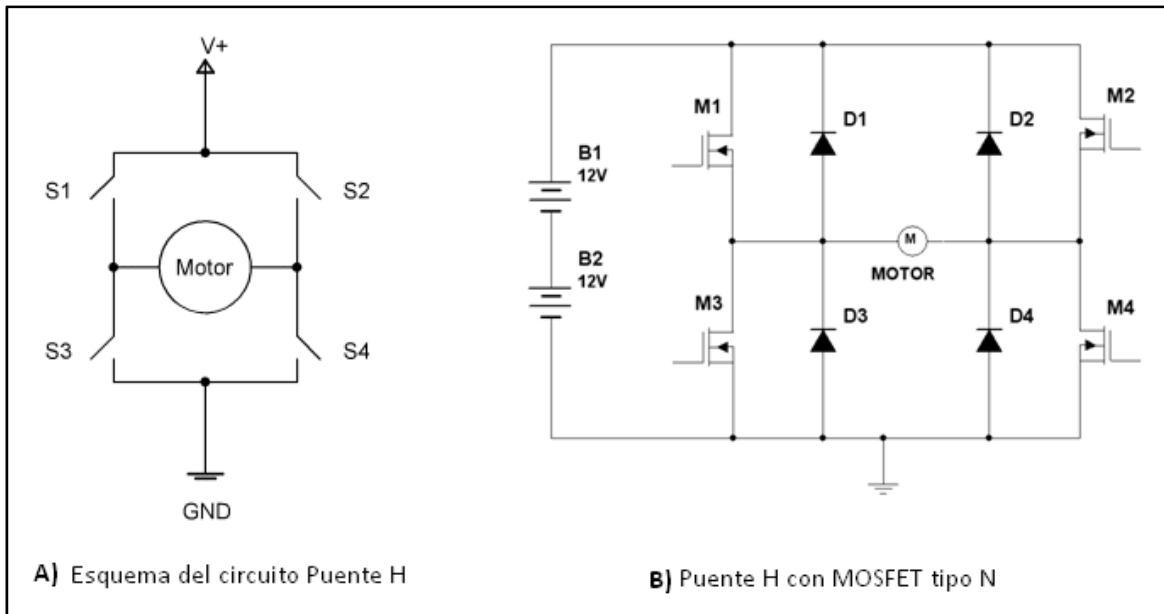 V+
S1
S2
Motor
S3
S4
GND
A) Esquema del circuito Puente H
M1
D1
D2
M2
B1
12V
B2
12V
M
MOTOR
M3
D3
D4
M4
B) Puente H con MOSFET tipo N